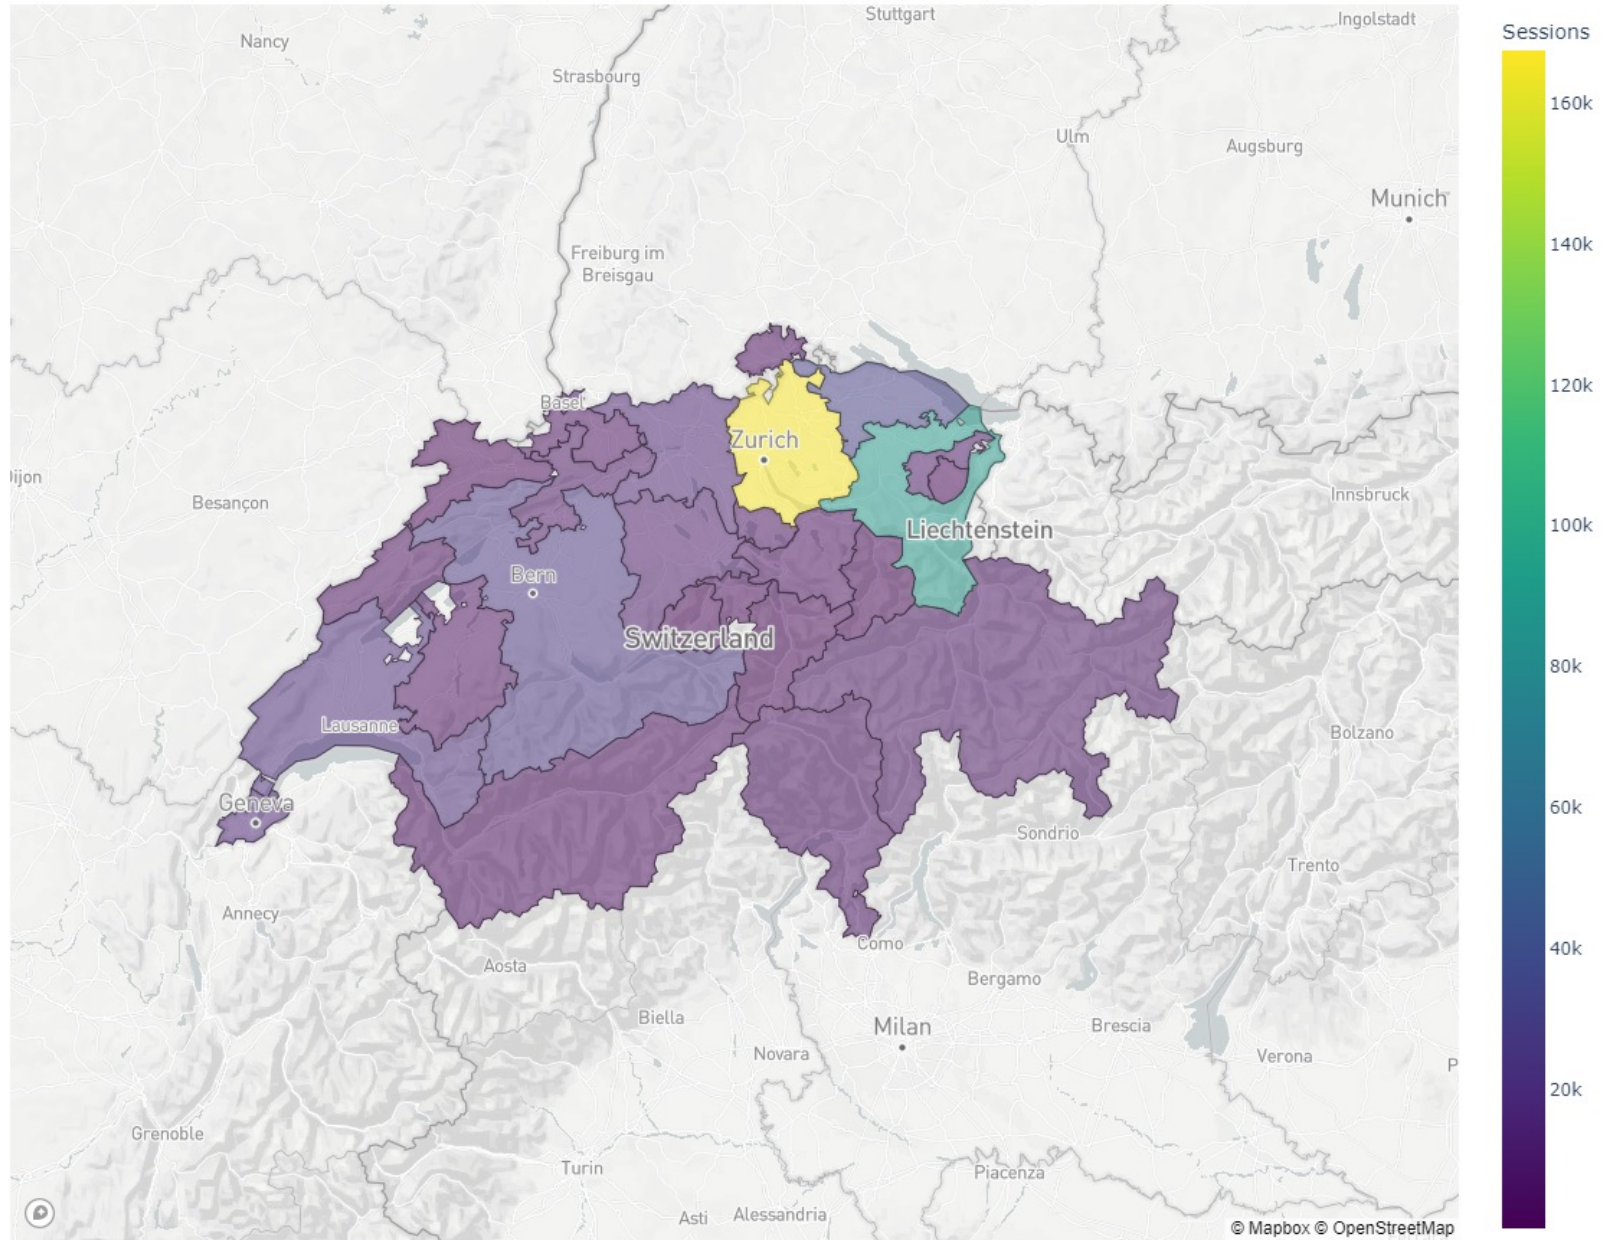 Stuttgart
Ingolstadt
Nancy
Strasbourg
Ulm
Augsburg
Munich
Freiburg im
Breisgau
Basel
Zurich
Dijon
Besançon
Innsbruck
Liechtenstein
Bern
Switzerland
Lausanne
Bolzano
Geneva
Sondrio
Trento
Annecy
Como
Aosta
Bergamo
Biella
Milan
Brescia
Novara
Verona
P
Grenoble
Turin
Piacenza
Asti
Alessandria
© Mapbox © OpenStreetMap
Sessions
160k
140k
120k
100k
80k
60k
40k
20k